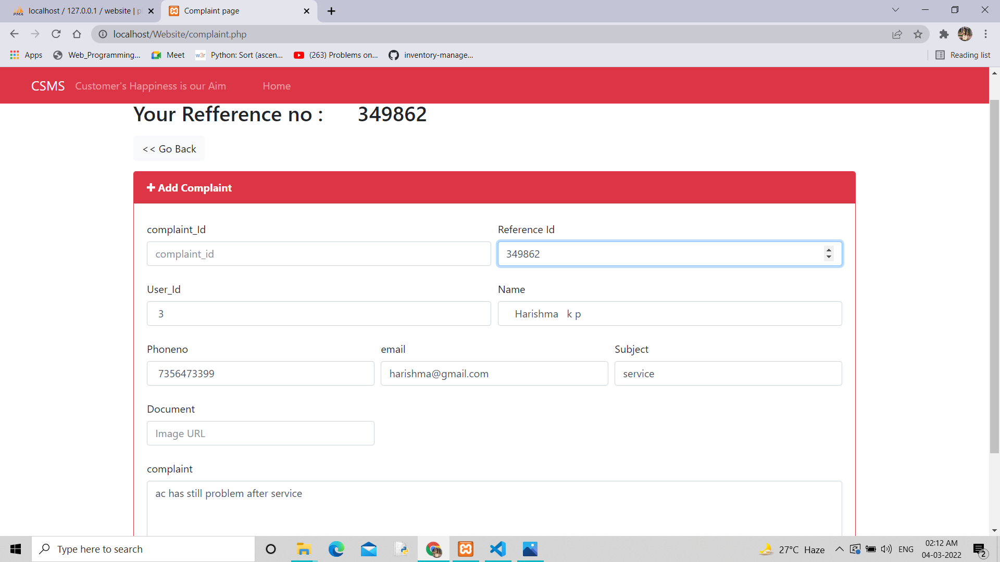 localhost / 127.0.0.1 / website | p
Complaint page
localhost/Website/complaint.php
Apps
Web_Programming...
Meet
w3r
Python: Sort (ascen...
(263) Problems on...
inventory-manage...
Reading list
CSMS
Customer's Happiness is our Aim
Home
Your Refference no : 349862
<< Go Back
+ Add Complaint
complaint_Id
Reference Id
complaint_id
349862
User_Id
Name
3
Harishma k p
Phoneno
email
Subject
7356473399
harishma@gmail.com
service
Document
Image URL
complaint
ac has still problem after service
Type here to search
27°C Haze
ENG
02:12 AM
04-03-2022
2